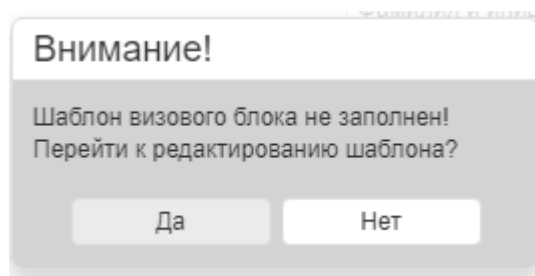 Внимание!
Шаблон визового блока не заполнен!
Перейти к редактированию шаблона?
Да
Нет